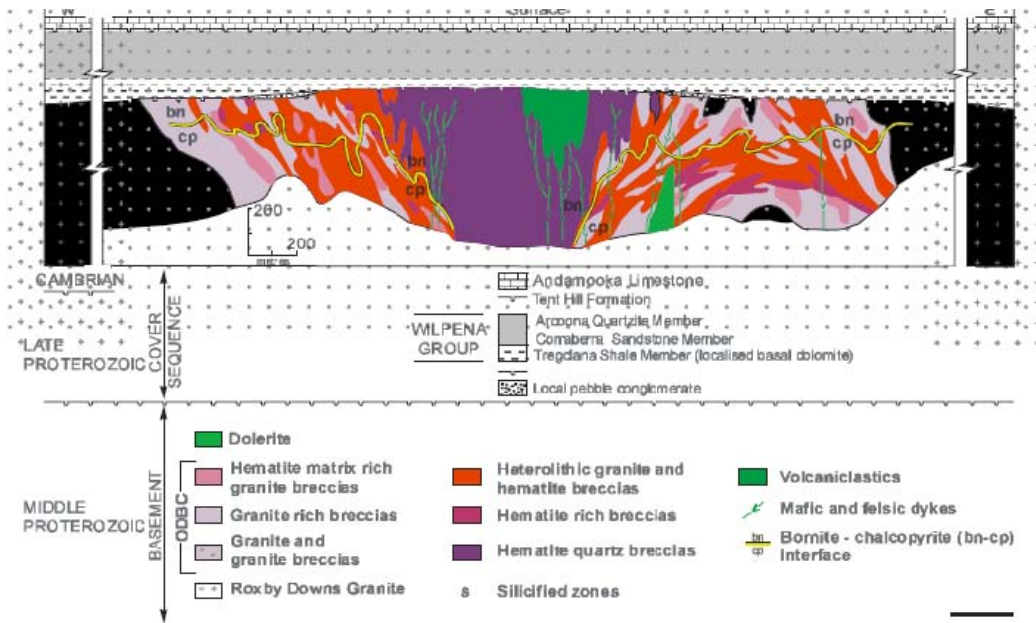 Surface
bn
cp
bn
cp
bn
cp
bn
cp
200
200
CAMBRIAN
LATE
PROTEROZOIC
COVER
SEQUENCE
WILPENA
GROUP
Andamooka Limestone
Tent Hill Formation
Arcoona Quartzite Member
Corraberra Sandstone Member
Tregolana Shale Member (localised basal dolomite)
Local pebble conglomerate
MIDDLE
PROTEROZOIC
BASEMENT
ODBC
Dolerite
Hematite matrix rich
granite breccias
Granite rich breccias
Granite and
granite breccias
Roxby Downs Granite
Heterolithic granite and
hematite breccias
Hematite rich breccias
Hematite quartz breccias
s Silicified zones
Volcaniclastics
Mafic and felsic dykes
bn
cp
Bornite - chalcopyrite (bn-cp)
Interface